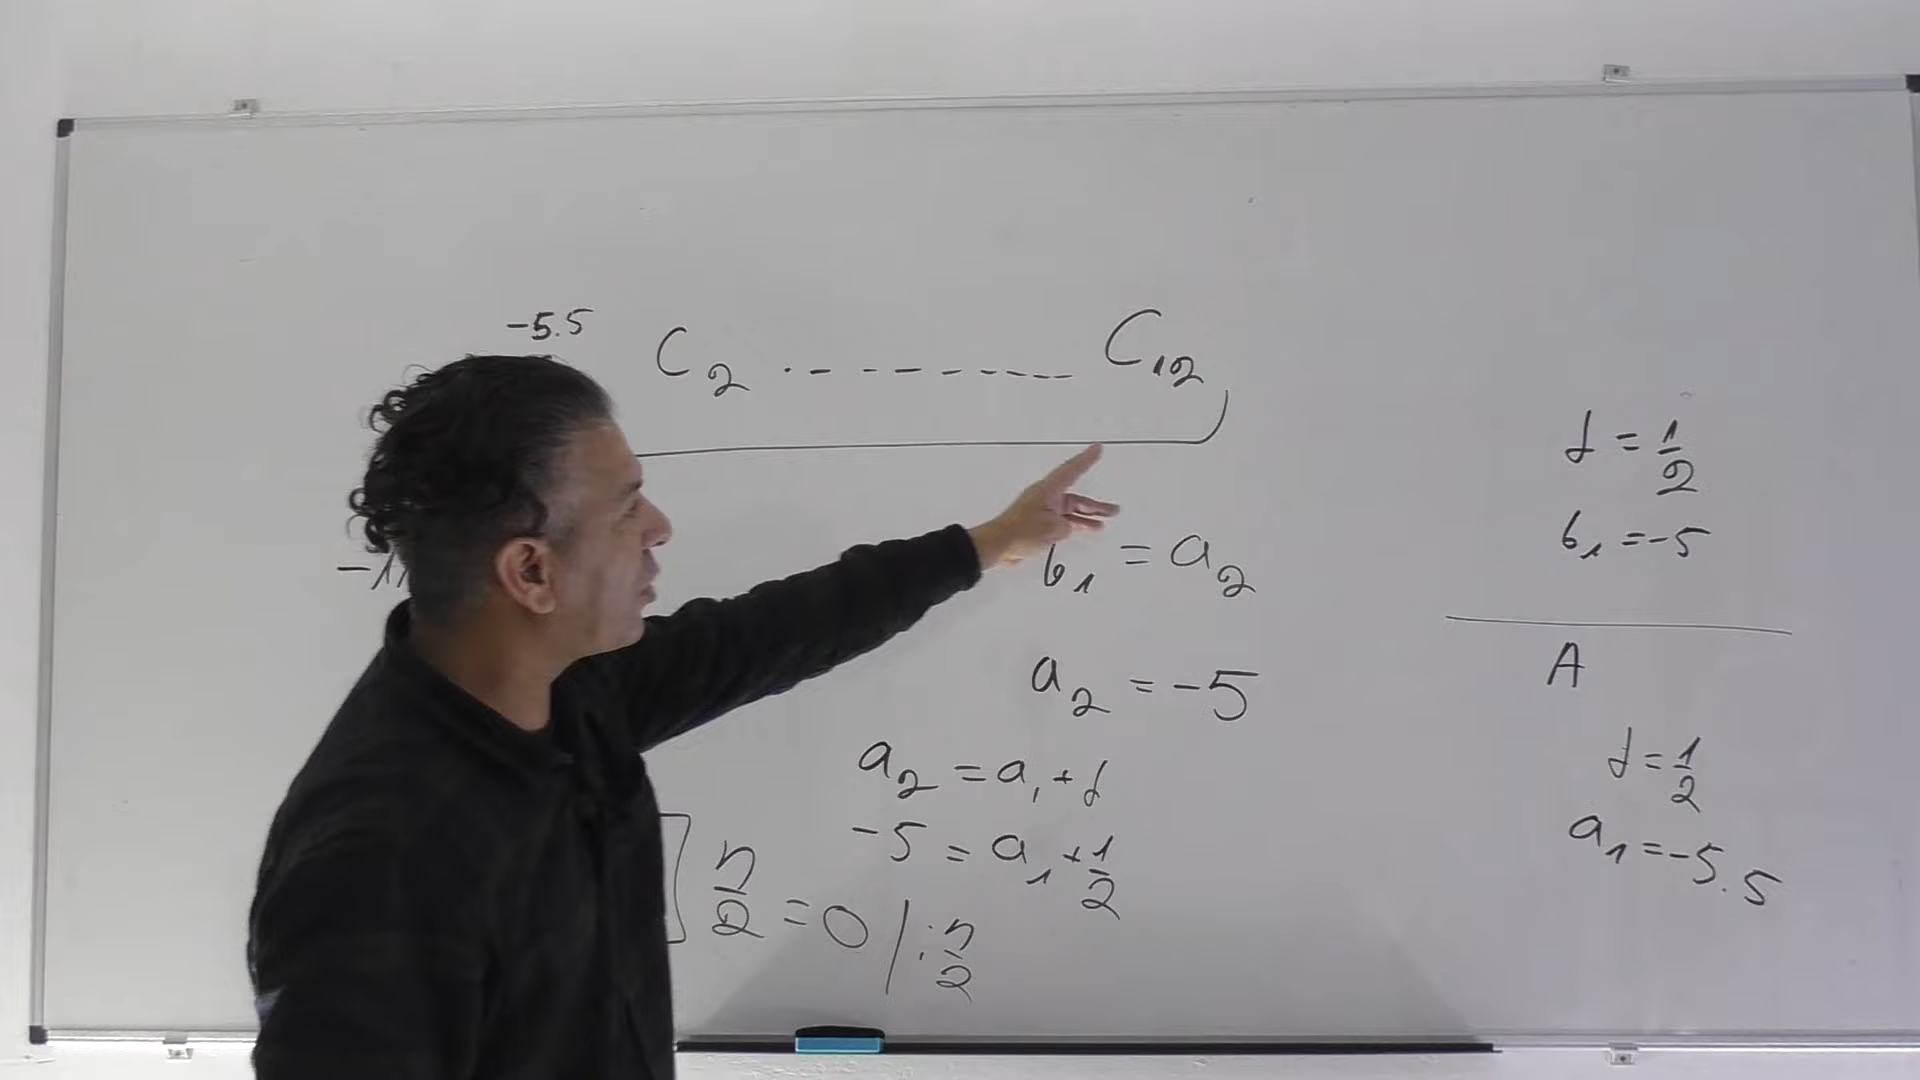 -5.5
C₂ . - - - - - - - - C₁₂
-11
b₁ = a₂
a₂ = -5
a₂ = a₁ + d
-5 = a₁ + 1/2
] n/2 = 0 / : n/2
d = 1/2
b₁ = -5
A
d = 1/2
a₁ = -5.5